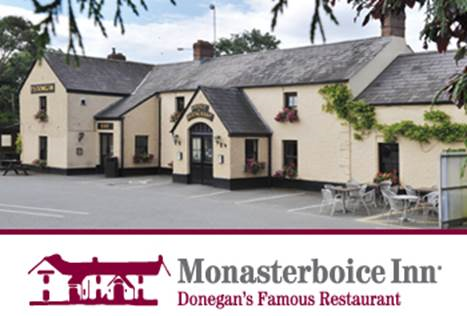 Monasterboice Inn
Donegan's Famous Restaurant